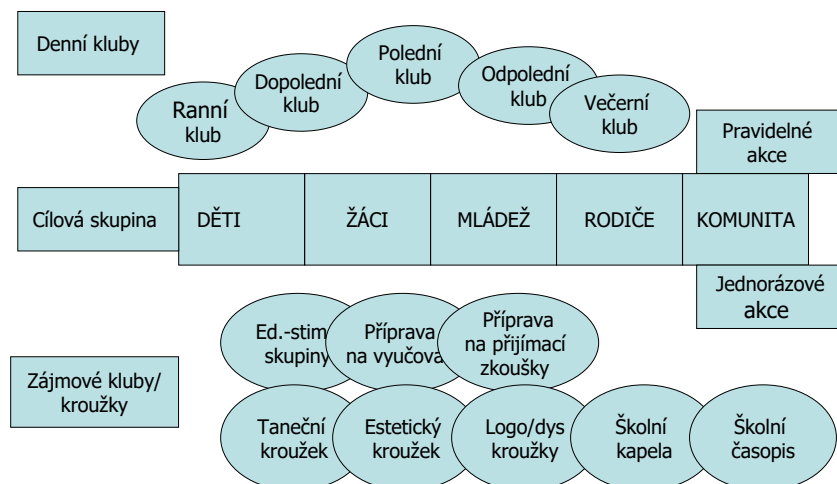 Denní kluby
Ranní
klub
Dopolední
klub
Polední
klub
Odpolední
klub
Večerní
klub
Pravidelné
akce
Cílová skupina
DĚTI
ŽÁCI
MLÁDEŽ
RODIČE
KOMUNITA
Jednorázové
akce
Ed.-stim
skupiny
Příprava
na vyučova
Příprava
na přijímací
zkoušky
Zájmové kluby/
kroužky
Taneční
kroužek
Estetický
kroužek
Logo/dys
kroužky
Školní
kapela
Školní
časopis